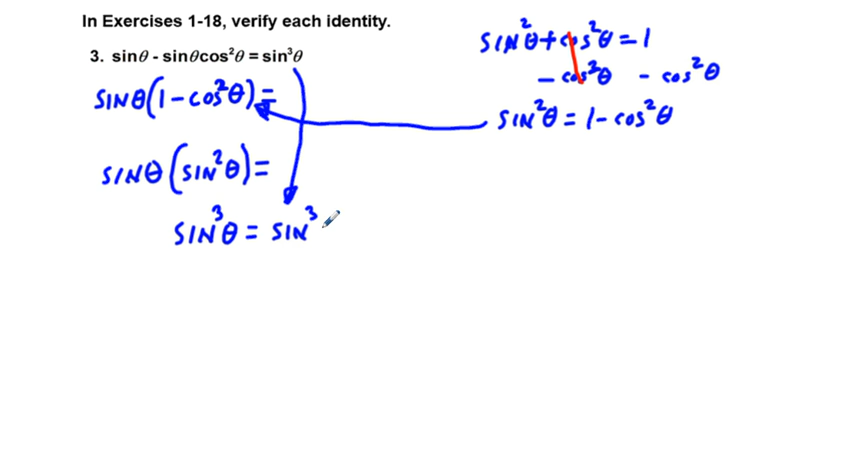 In Exercises 1-18, verify each identity.
3. sinθ - sinθcos²θ = sin³θ
SINθ(1 - cos²θ) =
SINθ(SIN²θ) =
SIN³θ = SIN³
SIN²θ + cos²θ = 1
- cos²θ - cos²θ
SIN²θ = 1 - cos²θ